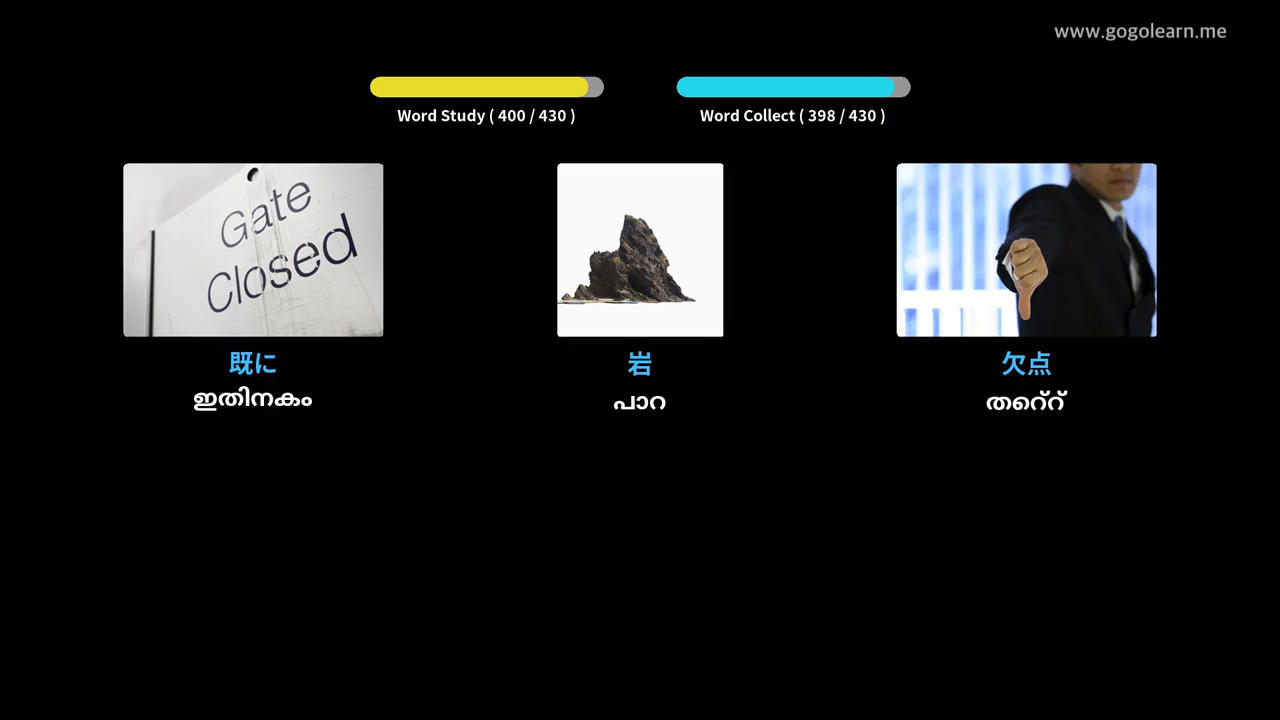 www.gogolearn.me
Word Study ( 400 / 430 )
Word Collect ( 398 / 430 )
Gate
Closed
既に
岩
欠点
ഇതിനകം
പാറ
തറ്റെ്